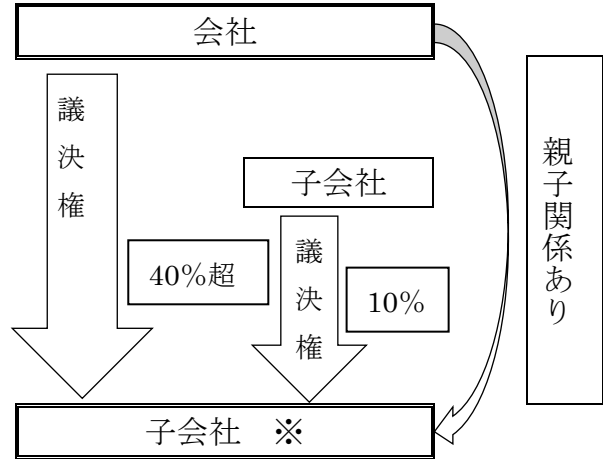 会社
議決権
子会社
40%超
議決権
10%
親子関係あり
子会社　※